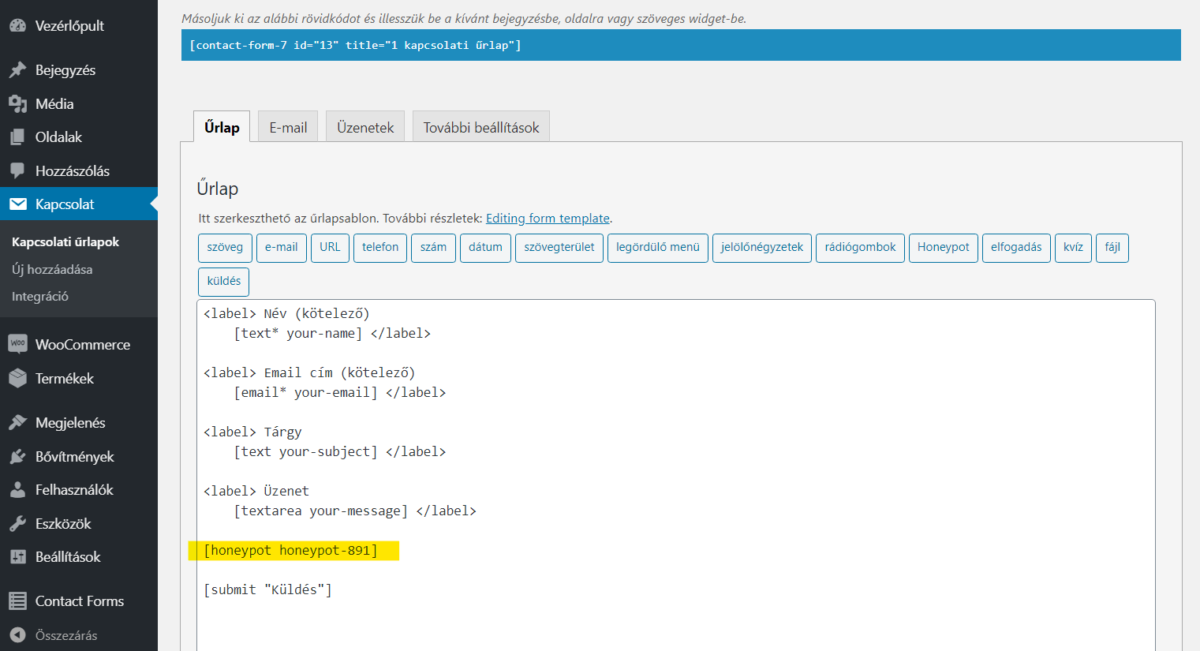 Vezérlőpult
Bejegyzés
Média
Oldalak
Hozzászólás
Kapcsolat
Kapcsolati űrlapok
Új hozzáadása
Integráció
WooCommerce
Termékek
Megjelenés
Bővítmények
Felhasználók
Eszközök
Beállítások
Contact Forms
Összezárás
Másoljuk ki az alábbi rövidkódot és illesszük be a kívánt bejegyzésbe, oldalra vagy szöveges widget-be.
[contact-form-7 id="13" title="1 kapcsolati űrlap"]
Űrlap E-mail Üzenetek További beállítások
Űrlap
Itt szerkeszthető az űrlapsablon. További részletek: Editing form template.
szöveg e-mail URL telefon szám dátum szövegterület legördülő menü jelölőnégyzetek rádiógombok Honeypot elfogadás kvíz fájl
küldés
<label> Név (kötelező)
[text* your-name] </label>
<label> Email cím (kötelező)
[email* your-email] </label>
<label> Tárgy
[text your-subject] </label>
<label> Üzenet
[textarea your-message] </label>
[honeypot honeypot-891]
[submit "Küldés"]